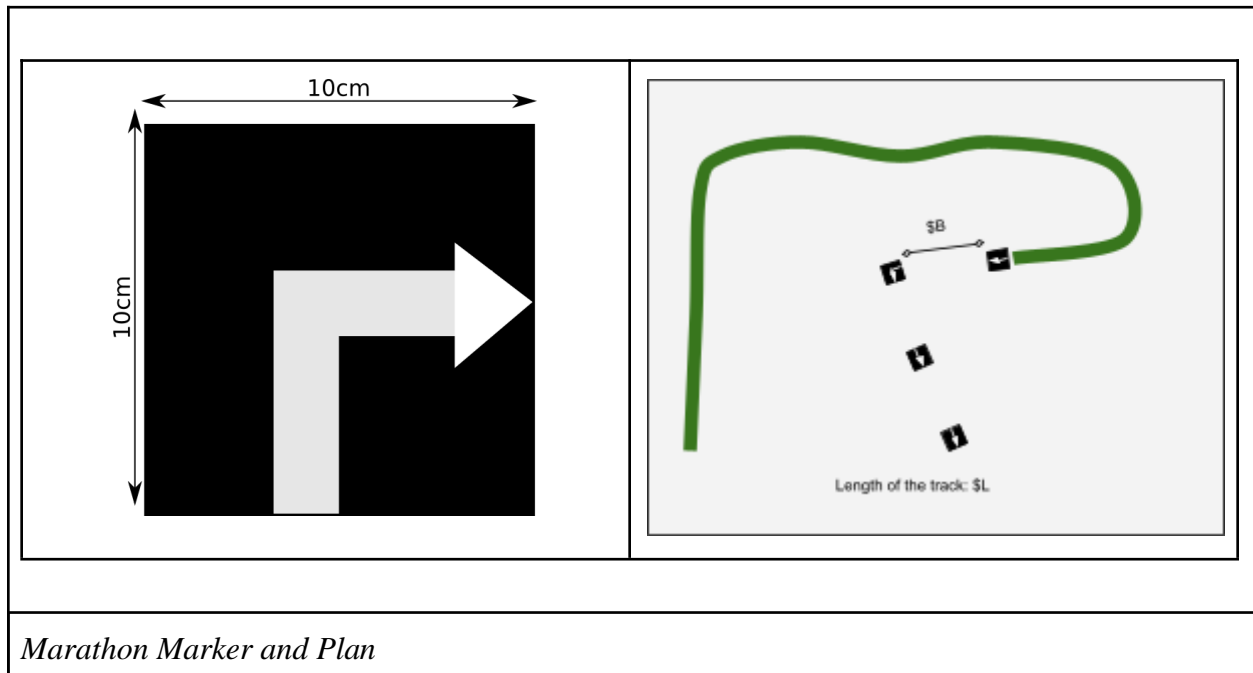 10cm
10cm
$B
Length of the track: $L
Marathon Marker and Plan